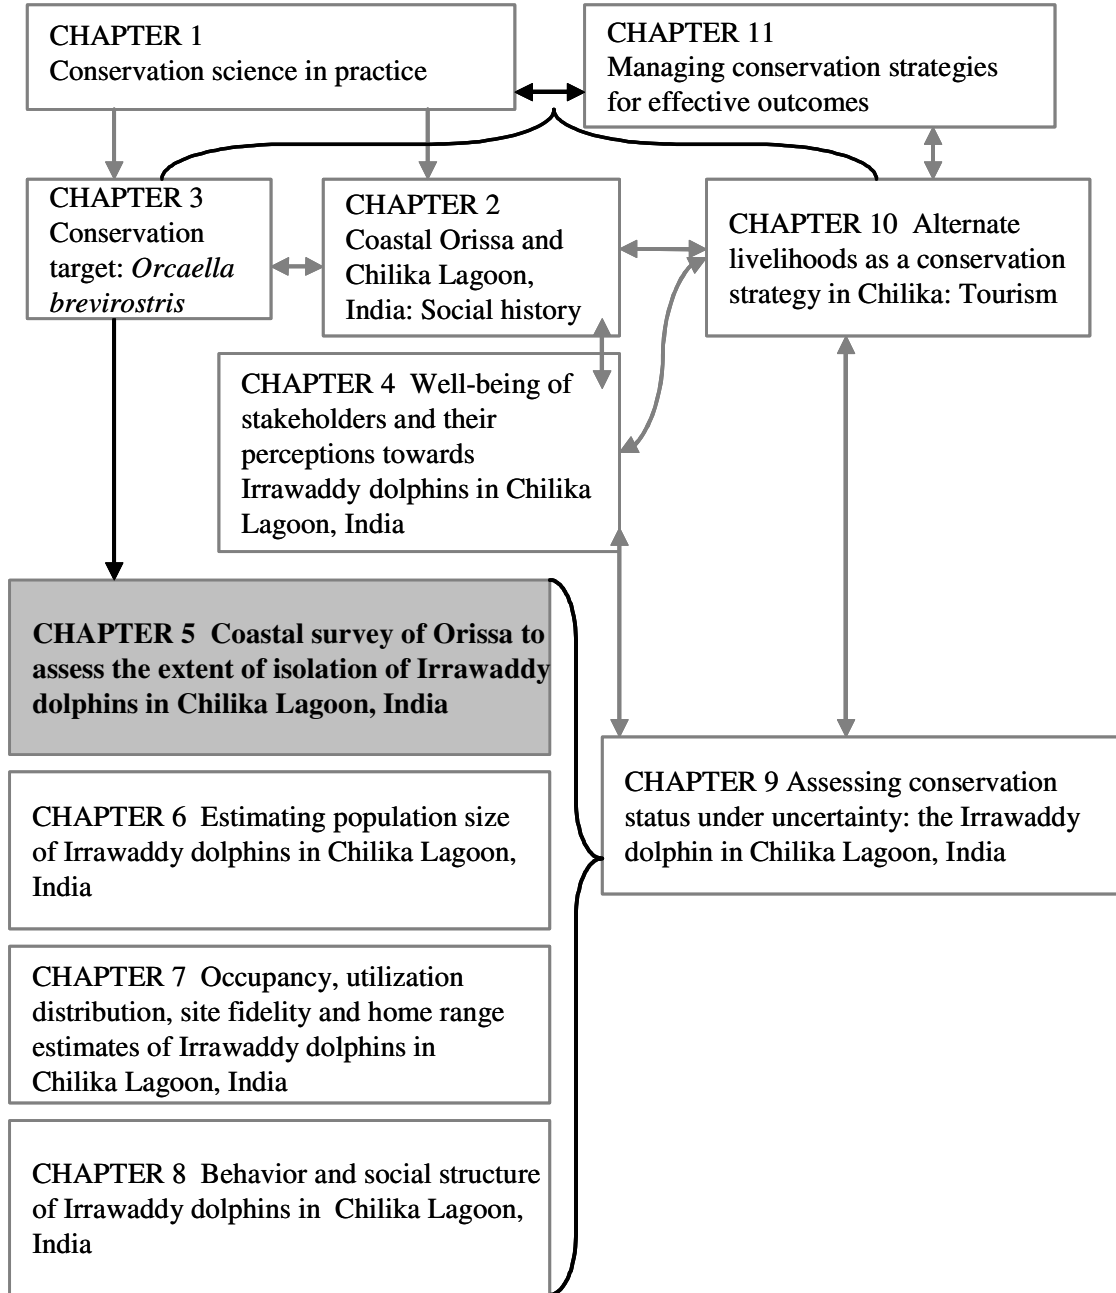 CHAPTER 1
Conservation science in practice
CHAPTER 11
Managing conservation strategies
for effective outcomes
CHAPTER 3
Conservation
target: Orcaella
brevirostris
CHAPTER 2
Coastal Orissa and
Chilika Lagoon,
India: Social history
CHAPTER 10  Alternate
livelihoods as a conservation
strategy in Chilika: Tourism
CHAPTER 4  Well-being of
stakeholders and their
perceptions towards
Irrawaddy dolphins in Chilika
Lagoon, India
CHAPTER 5  Coastal survey of Orissa to
assess the extent of isolation of Irrawaddy
dolphins in Chilika Lagoon, India
CHAPTER 6  Estimating population size
of Irrawaddy dolphins in Chilika Lagoon,
India
CHAPTER 9 Assessing conservation
status under uncertainty: the Irrawaddy
dolphin in Chilika Lagoon, India
CHAPTER 7  Occupancy, utilization
distribution, site fidelity and home range
estimates of Irrawaddy dolphins in
Chilika Lagoon, India
CHAPTER 8  Behavior and social structure
of Irrawaddy dolphins in  Chilika Lagoon,
India